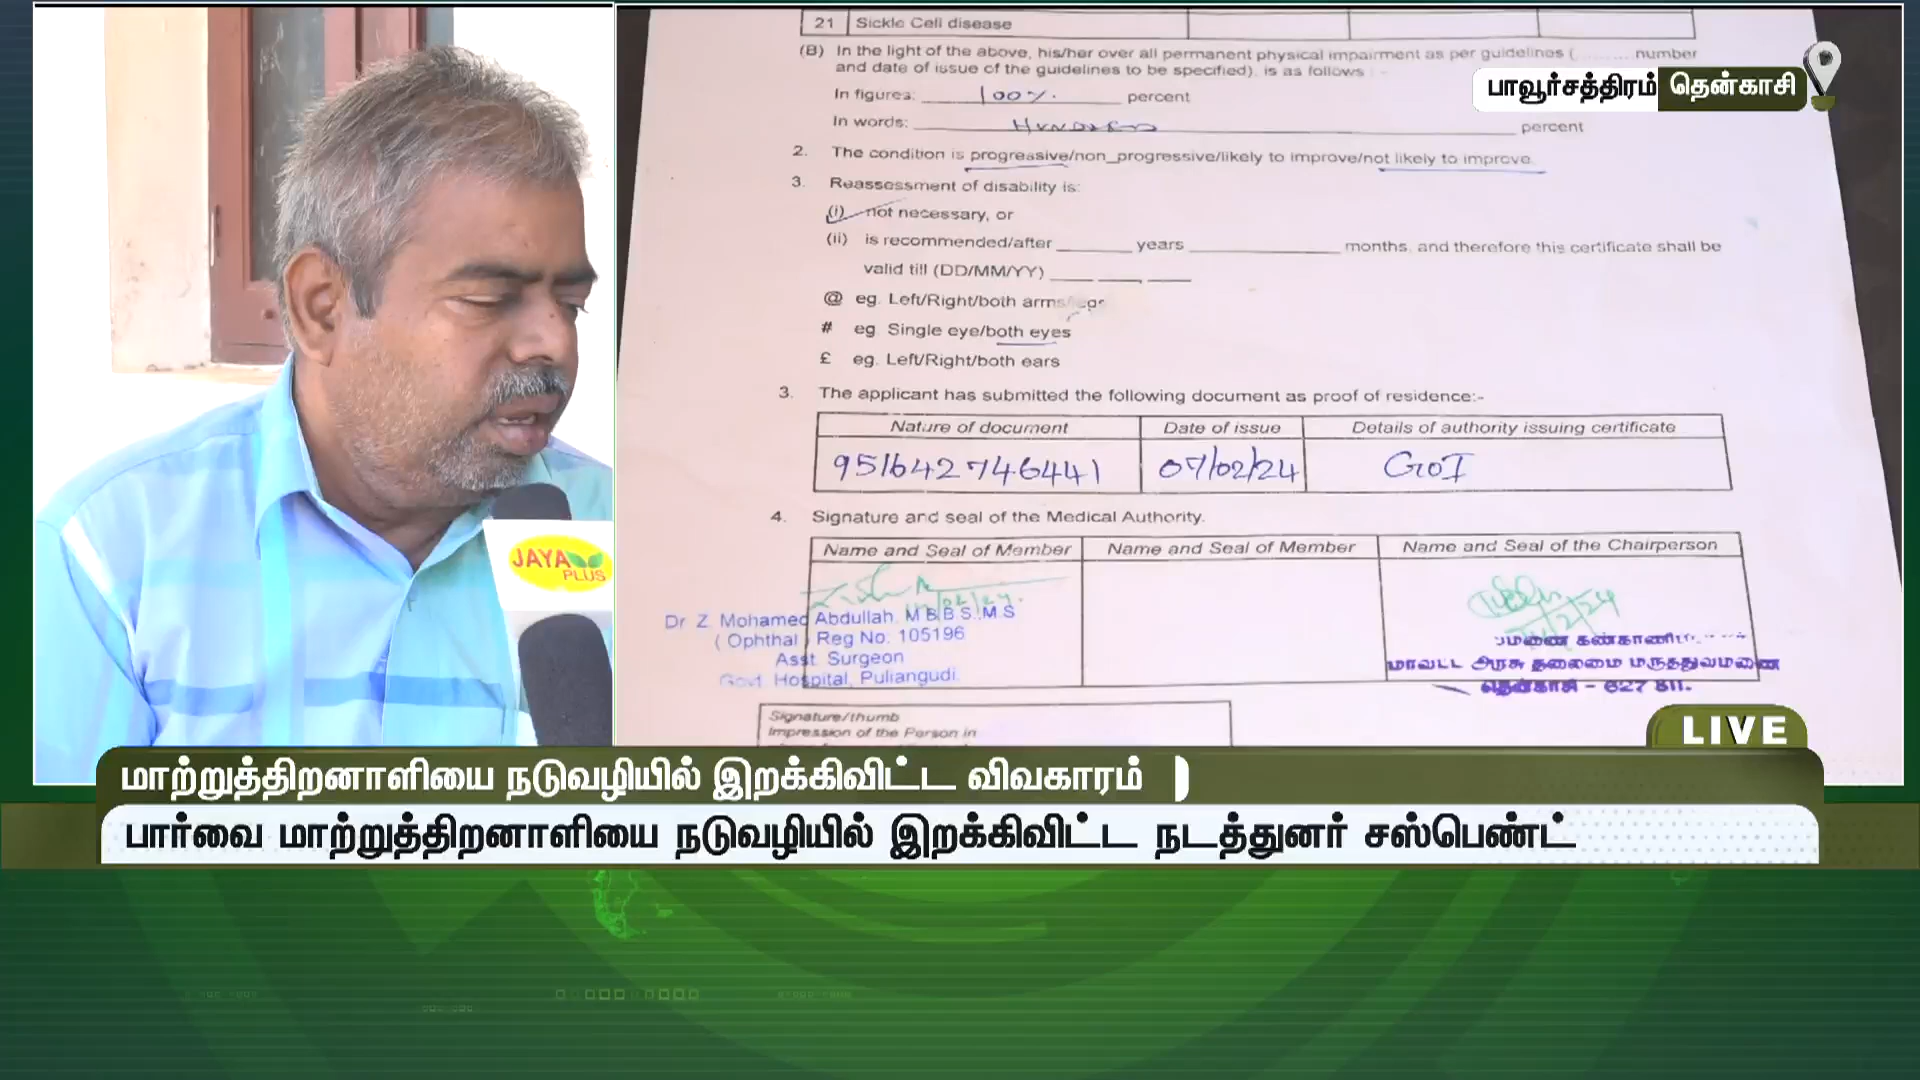 21 Sickle Cell disease
(B) In the light of the above, his/her over all permanent physical impairment as per guidelines ( ........ number
and date of issue of the guidelines to be specified), is as follows : -
In figures: 100%. percent
In words: HUNDRED percent
2. The condition is progressive/non_progressive/likely to improve/not likely to improve.
3. Reassessment of disability is:
(i) not necessary, or
(ii) is recommended/after ______ years ______ months, and therefore this certificate shall be
valid till (DD/MM/YY) ____ ____ ____
@ eg. Left/Right/both arms/legs
# eg Single eye/both eyes
£ eg. Left/Right/both ears
3. The applicant has submitted the following document as proof of residence:-
Nature of document Date of issue Details of authority issuing certificate
951642746441 07/02/24 GOI
4. Signature and seal of the Medical Authority.
Name and Seal of Member Name and Seal of Member Name and Seal of the Chairperson
Dr Z. Mohamed Abdullah. M.B.B.S.,M.S
(Ophthal) Reg No: 105196
Asst. Surgeon
Govt. Hospital, Puliangudi.
மாவட்ட அரசு தலைமை மருத்துவமனை
தென்காசி - 627 811.
Signature/thumb
Impression of the Person in
பாவூர்சத்திரம் தென்காசி
JAYA
PLUS
LIVE
மாற்றுத்திறனாளியை நடுவழியில் இறக்கிவிட்ட விவகாரம்
பார்வை மாற்றுத்திறனாளியை நடுவழியில் இறக்கிவிட்ட நடத்துனர் சஸ்பெண்ட்